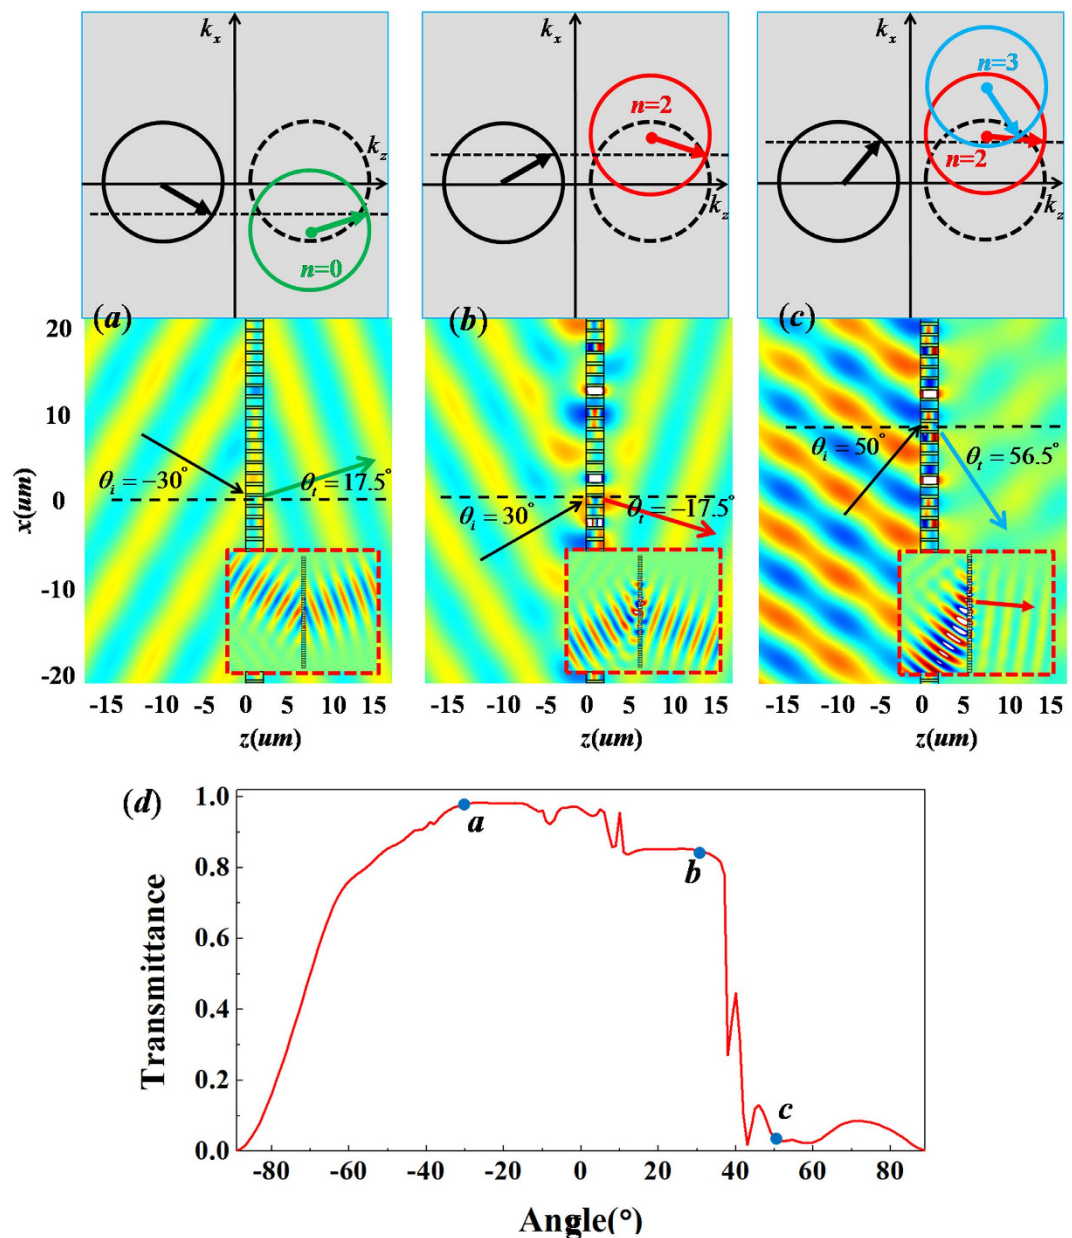 kx
kz
n=0
kx
n=2
kz
kx
n=3
n=2
kz
(a)
(b)
(c)
20
10
0
-10
-20
x(um)
θi = −30°
θt = 17.5°
θi = 30°
θt = −17.5°
θi = 50°
θt = 56.5°
-15 -10 -5 0 5 10 15
-15 -10 -5 0 5 10 15
-15 -10 -5 0 5 10 15
z(um)
z(um)
z(um)
(d)
1.0
0.8
0.6
0.4
0.2
0.0
Transmittance
a
b
c
-80 -60 -40 -20 0 20 40 60 80
Angle(°)